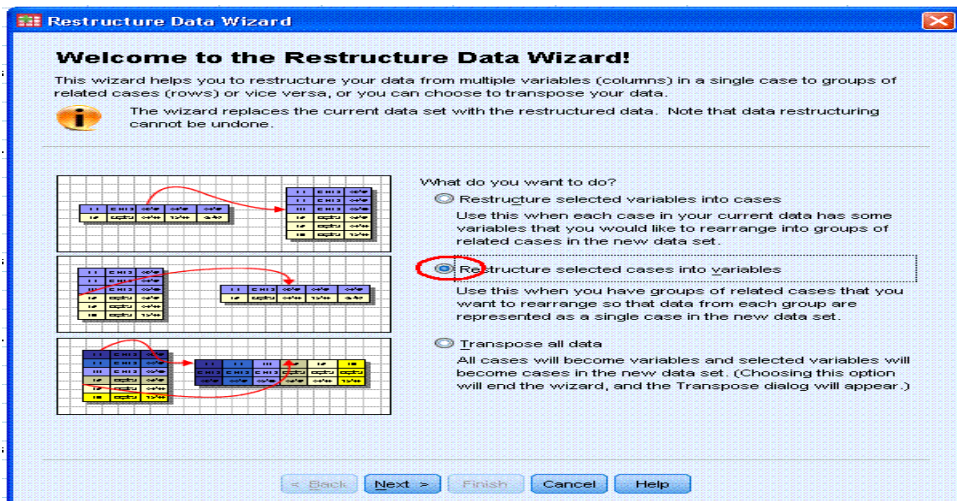 Restructure Data Wizard
Welcome to the Restructure Data Wizard!
This wizard helps you to restructure your data from multiple variables (columns) in a single case to groups of
related cases (rows) or vice versa, or you can choose to transpose your data.
The wizard replaces the current data set with the restructured data. Note that data restructuring
cannot be undone.
What do you want to do?
Restructure selected variables into cases
Use this when each case in your current data has some
variables that you would like to rearrange into groups of
related cases in the new data set.
Restructure selected cases into variables
Use this when you have groups of related cases that you
want to rearrange so that data from each group are
represented as a single case in the new data set.
Transpose all data
All cases will become variables and selected variables will
become cases in the new data set. (Choosing this option
will end the wizard, and the Transpose dialog will appear.)
< Back Next > Finish Cancel Help